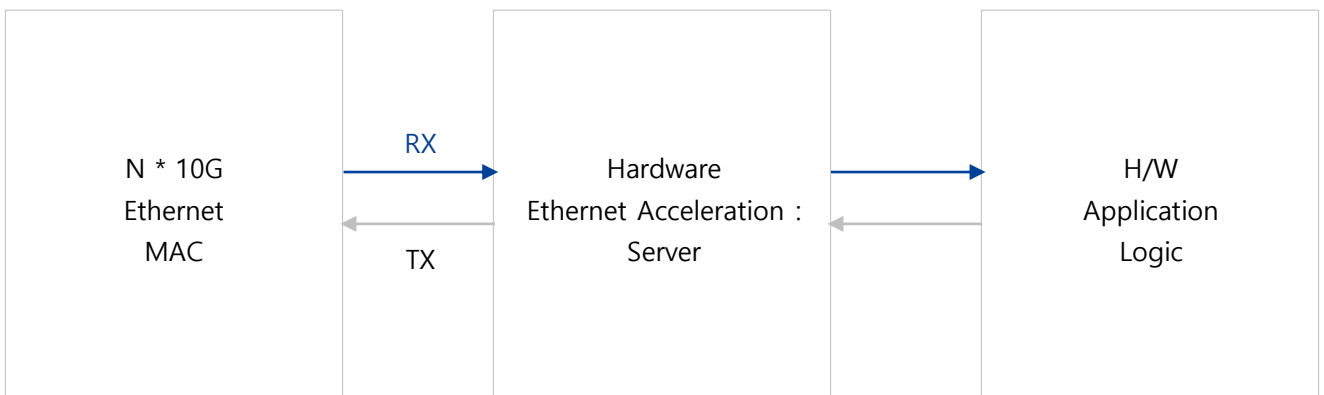 N * 10G
Ethernet
MAC
RX
TX
Hardware
Ethernet Acceleration :
Server
H/W
Application
Logic